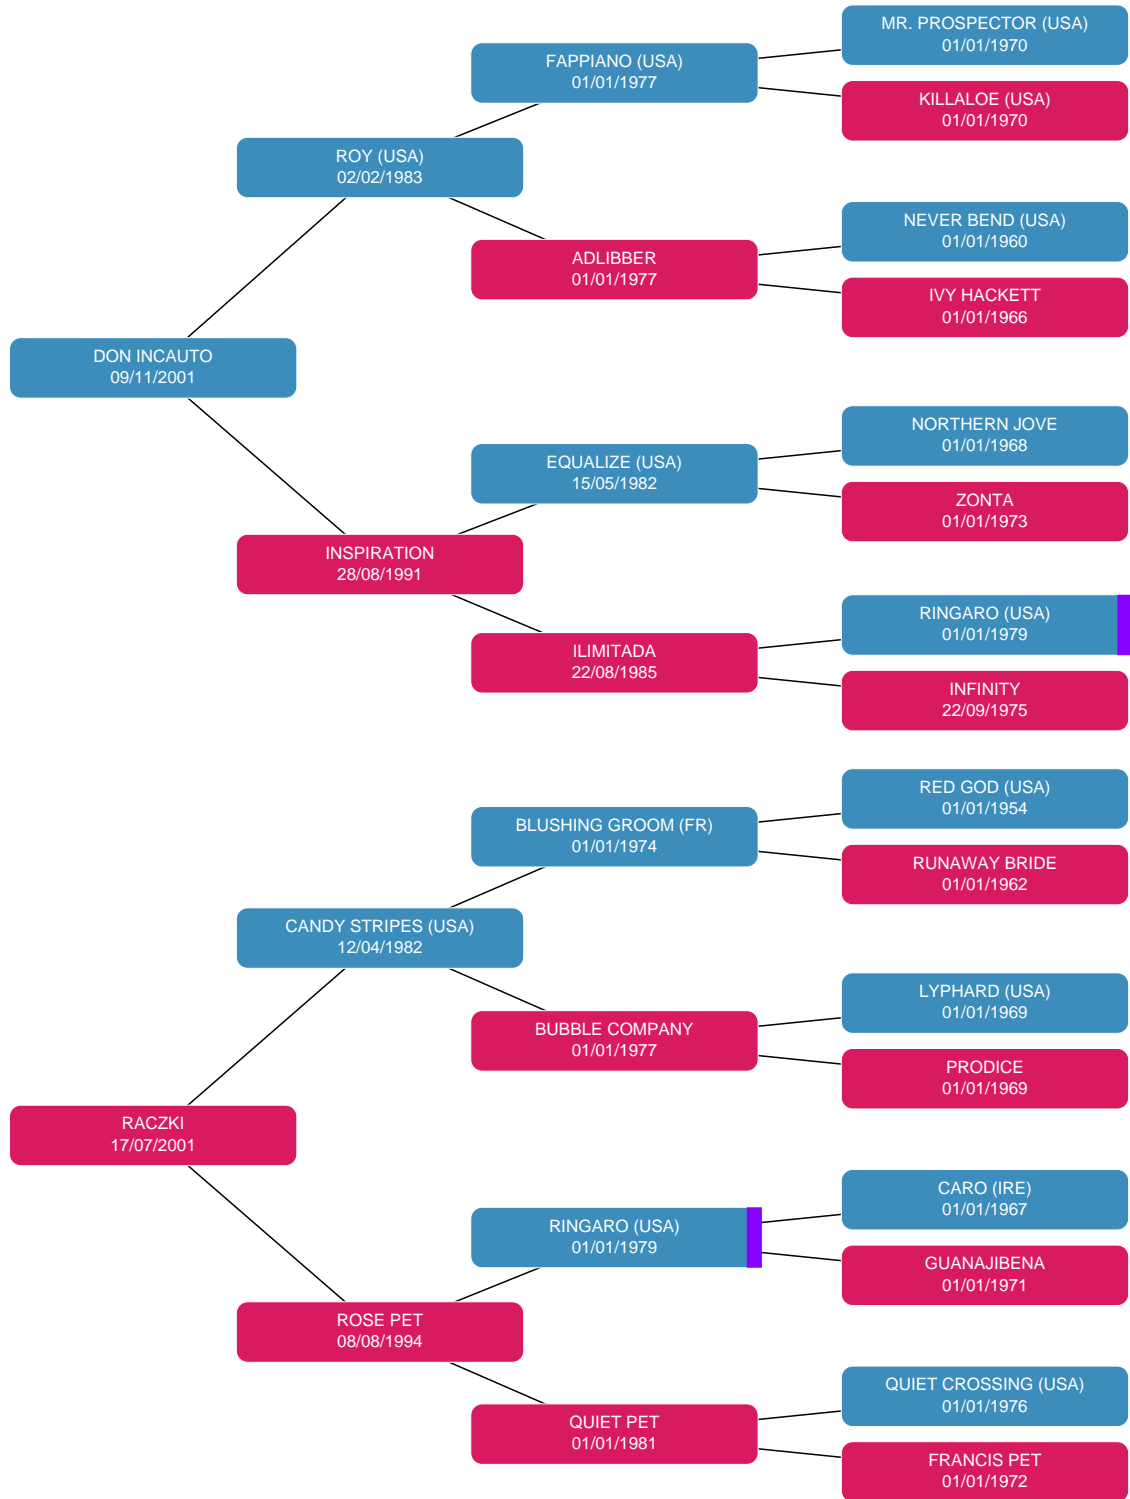 MR. PROSPECTOR (USA)
01/01/1970
FAPPIANO (USA)
01/01/1977
KILLALOE (USA)
01/01/1970
ROY (USA)
02/02/1983
NEVER BEND (USA)
01/01/1960
ADLIBBER
01/01/1977
IVY HACKETT
01/01/1966
DON INCAUTO
09/11/2001
NORTHERN JOVE
01/01/1968
EQUALIZE (USA)
15/05/1982
ZONTA
01/01/1973
INSPIRATION
28/08/1991
RINGARO (USA)
01/01/1979
ILIMITADA
22/08/1985
INFINITY
22/09/1975
RED GOD (USA)
01/01/1954
BLUSHING GROOM (FR)
01/01/1974
RUNAWAY BRIDE
01/01/1962
CANDY STRIPES (USA)
12/04/1982
LYPHARD (USA)
01/01/1969
BUBBLE COMPANY
01/01/1977
PRODICE
01/01/1969
RACZKI
17/07/2001
CARO (IRE)
01/01/1967
RINGARO (USA)
01/01/1979
GUANAJIBENA
01/01/1971
ROSE PET
08/08/1994
QUIET CROSSING (USA)
01/01/1976
QUIET PET
01/01/1981
FRANCIS PET
01/01/1972